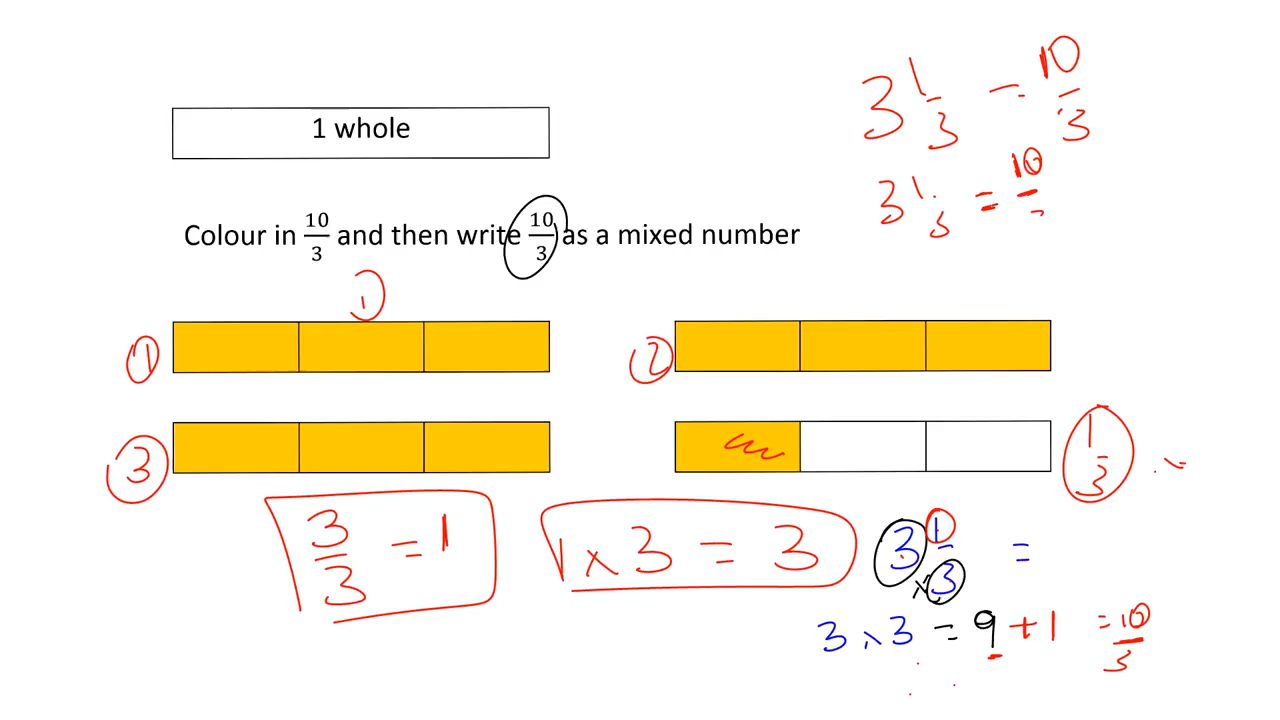 1 whole
3 1/3 = 10/3
3 1/3 = 10/
Colour in 10/3 and then write 10/3 as a mixed number
1
1
2
3
1/3
3/3 = 1
1 x 3 = 3
3 1/3 =
x
3 x 3 = 9 + 1 = 10/3